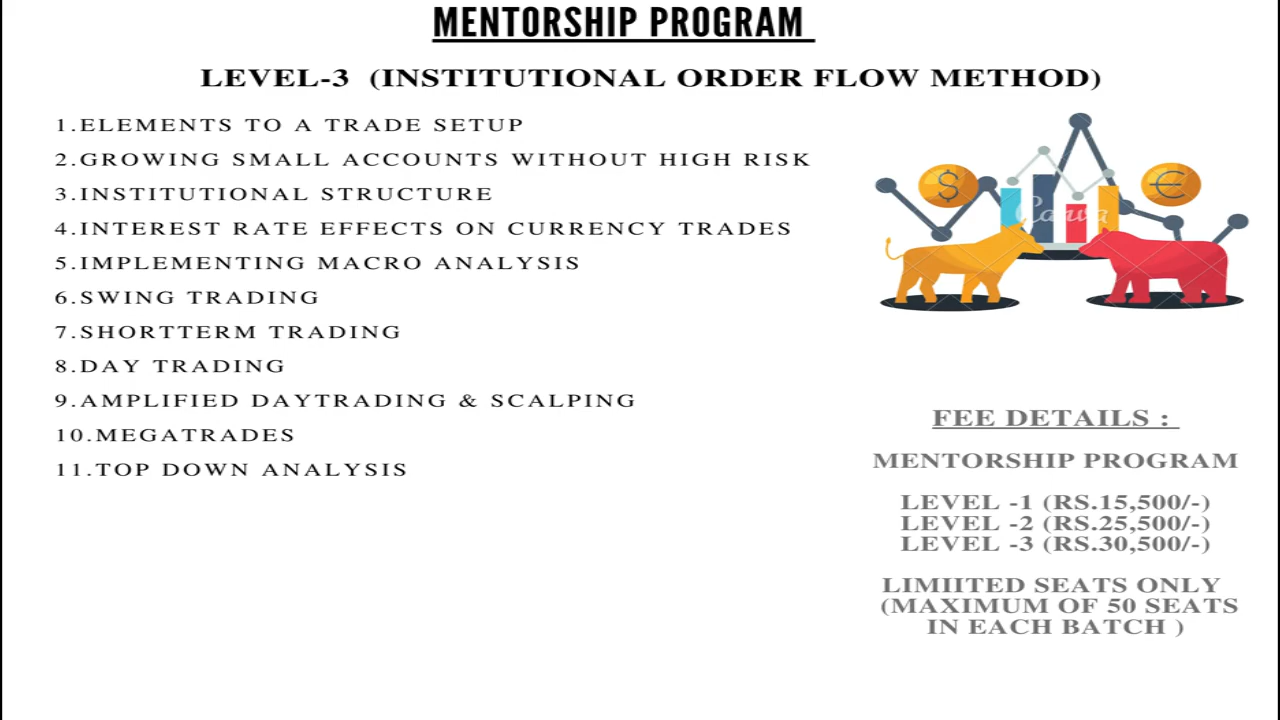 MENTORSHIP PROGRAM
LEVEL-3 (INSTITUTIONAL ORDER FLOW METHOD)
1.ELEMENTS TO A TRADE SETUP
2.GROWING SMALL ACCOUNTS WITHOUT HIGH RISK
3.INSTITUTIONAL STRUCTURE
4.INTEREST RATE EFFECTS ON CURRENCY TRADES
5.IMPLEMENTING MACRO ANALYSIS
6.SWING TRADING
7.SHORTTERM TRADING
8.DAY TRADING
9.AMPLIFIED DAYTRADING & SCALPING
10.MEGATRADES
11.TOP DOWN ANALYSIS
$
€
Canva
FEE DETAILS :
MENTORSHIP PROGRAM
LEVEL -1 (RS.15,500/-)
LEVEL -2 (RS.25,500/-)
LEVEL -3 (RS.30,500/-)
LIMIITED SEATS ONLY
(MAXIMUM OF 50 SEATS
IN EACH BATCH )